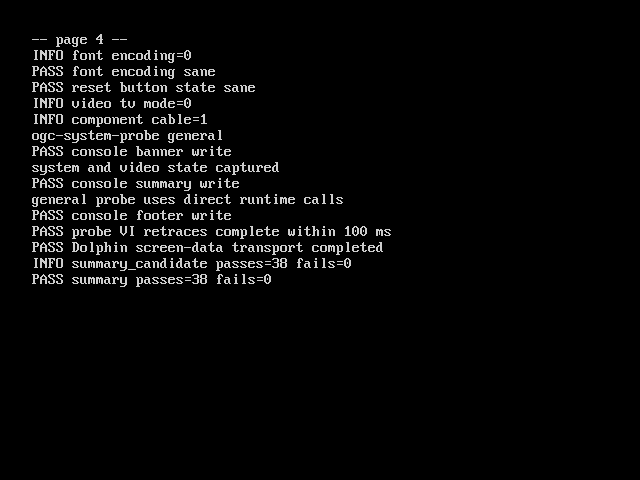 -- page 4 --
INFO font encoding=0
PASS font encoding sane
PASS reset button state sane
INFO video tv mode=0
INFO component cable=1
ogc-system-probe general
PASS console banner write
system and video state captured
PASS console summary write
general probe uses direct runtime calls
PASS console footer write
PASS probe VI retraces complete within 100 ms
PASS Dolphin screen-data transport completed
INFO summary_candidate passes=38 fails=0
PASS summary passes=38 fails=0